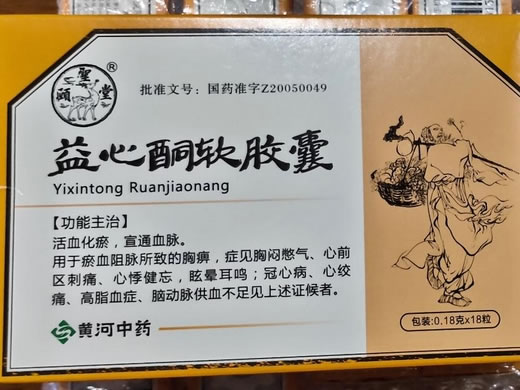 颐圣堂®
批准文号：国药准字Z20050049
益心酮软胶囊
Yixintong Ruanjiaonang
【功能主治】
活血化瘀，宣通血脉。
用于瘀血阻脉所致的胸痹，症见胸闷憋气、心前
区刺痛、心悸健忘，眩晕耳鸣；冠心病、心绞
痛、高脂血症、脑动脉供血不足见上述证候者。
黄河中药
包装:0.18克x18粒